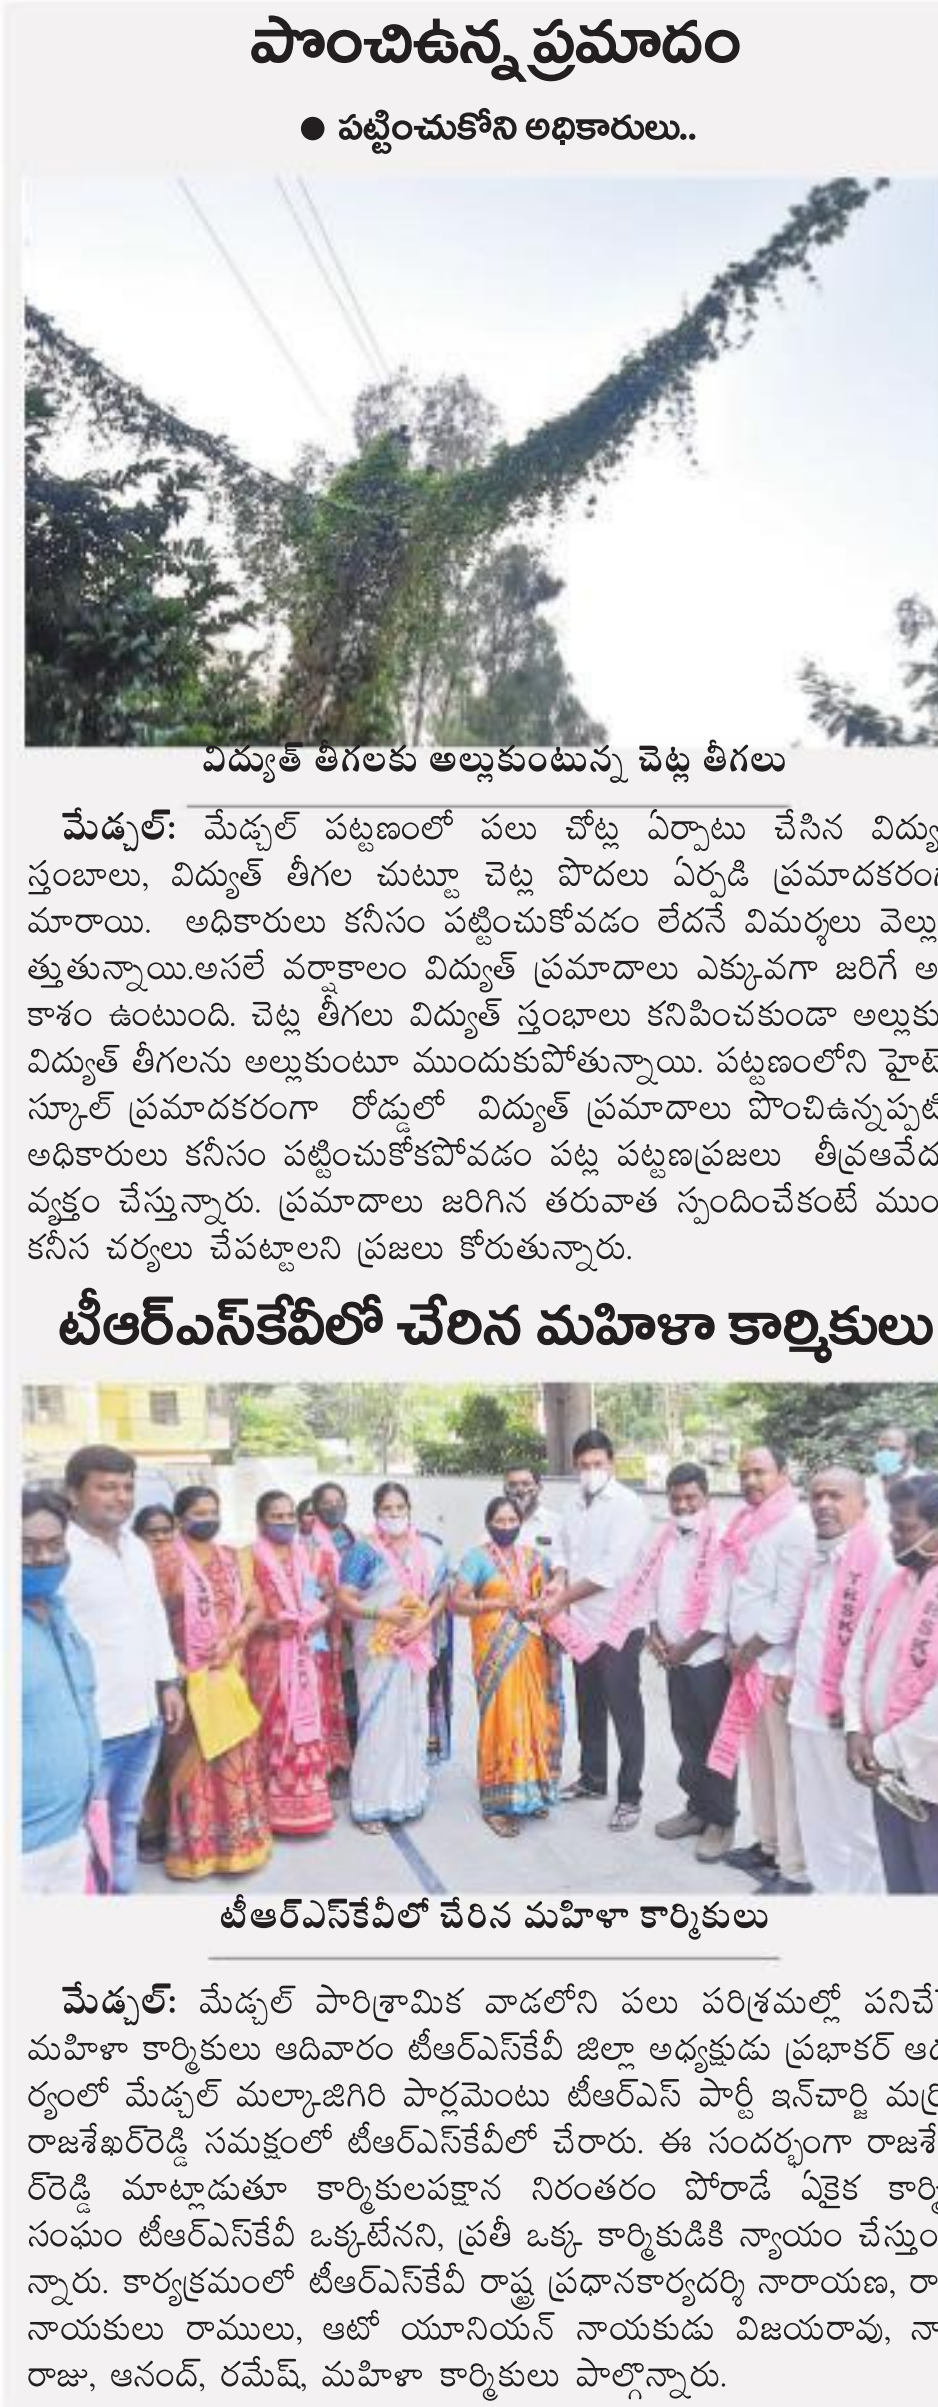 పొంచిఉన్న ప్రమాదం
● పట్టించుకోని అధికారులు..
విద్యుత్ తీగలకు అల్లుకుంటున్న చెట్ల తీగలు
మేడ్చల్: మేడ్చల్ పట్టణంలో పలు చోట్ల ఏర్పాటు చేసిన విద్యు
స్తంబాలు, విద్యుత్ తీగల చుట్టూ చెట్ల పొదలు ఏర్పడి ప్రమాదకరంగ
మారాయి. అధికారులు కనీసం పట్టించుకోవడం లేదనే విమర్శలు వెల్లు
త్తుతున్నాయి.అసలే వర్షాకాలం విద్యుత్ ప్రమాదాలు ఎక్కువగా జరిగే అ
కాశం ఉంటుంది. చెట్ల తీగలు విద్యుత్ స్తంభాలు కనిపించకుండా అల్లుకు
విద్యుత్ తీగలను అల్లుకుంటూ ముందుకుపోతున్నాయి. పట్టణంలోని హైటె
స్కూల్ ప్రమాదకరంగా రోడ్డులో విద్యుత్ ప్రమాదాలు పొంచిఉన్నప్పటి
అధికారులు కనీసం పట్టించుకోకపోవడం పట్ల పట్టణప్రజలు తీవ్రఆవేద
వ్యక్తం చేస్తున్నారు. ప్రమాదాలు జరిగిన తరువాత స్పందించేకంటే ముం
కనీస చర్యలు చేపట్టాలని ప్రజలు కోరుతున్నారు.
టీఆర్ఎస్‌కేవీలో చేరిన మహిళా కార్మికులు
టీఆర్ఎస్‌కేవీలో చేరిన మహిళా కార్మికులు
మేడ్చల్: మేడ్చల్ పారిశ్రామిక వాడలోని పలు పరిశ్రమల్లో పనిచే
మహిళా కార్మికులు ఆదివారం టీఆర్ఎస్‌కేవీ జిల్లా అధ్యక్షుడు ప్రభాకర్ ఆధ
ర్యంలో మేడ్చల్ మల్కాజిగిరి పార్లమెంటు టీఆర్ఎస్ పార్టీ ఇన్‌చార్జి మర్రి
రాజశేఖర్‌రెడ్డి సమక్షంలో టీఆర్ఎస్‌కేవీలో చేరారు. ఈ సందర్భంగా రాజశే
ర్‌రెడ్డి మాట్లాడుతూ కార్మికులపక్షాన నిరంతరం పోరాడే ఏకైక కార్మి
సంఘం టీఆర్ఎస్‌కేవీ ఒక్కటేనని, ప్రతీ ఒక్క కార్మికుడికి న్యాయం చేస్తుం
న్నారు. కార్యక్రమంలో టీఆర్ఎస్‌కేవీ రాష్ట్ర ప్రధానకార్యదర్శి నారాయణ, రా
నాయకులు రాములు, ఆటో యూనియన్ నాయకుడు విజయరావు, నా
రాజు, ఆనంద్, రమేష్, మహిళా కార్మికులు పాల్గొన్నారు.